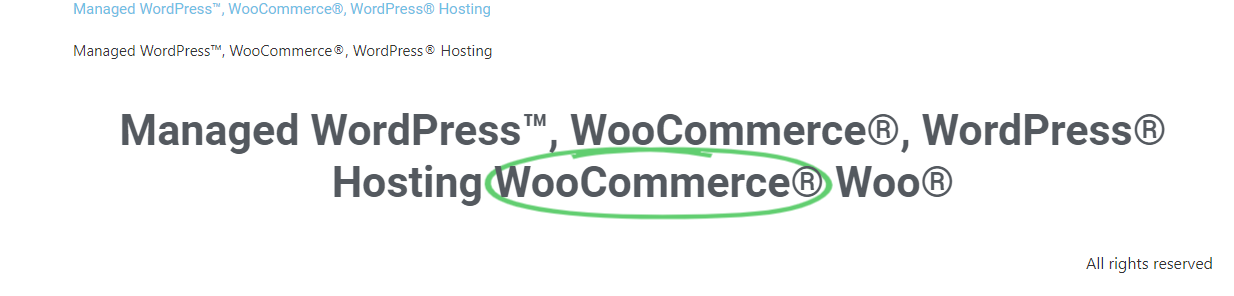 Managed WordPress™, WooCommerce®, WordPress® Hosting
Managed WordPress™, WooCommerce®, WordPress® Hosting
Managed WordPress™, WooCommerce®, WordPress®
Hosting WooCommerce® Woo®
All rights reserved